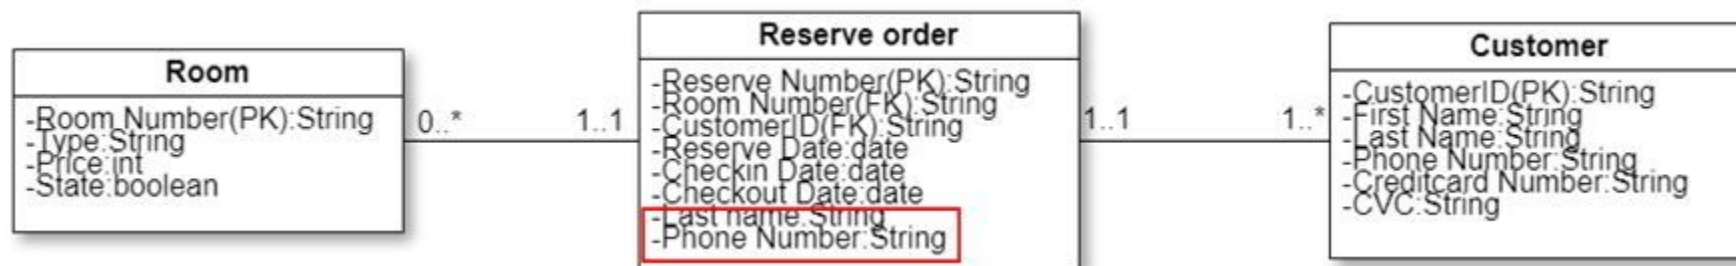 Room
-Room Number(PK):String
-Type:String
-Price:int
-State:boolean
0..*
1..1
Reserve order
-Reserve Number(PK):String
-Room Number(FK):String
-CustomerID(FK):String
-Reserve Date:date
-Checkin Date:date
-Checkout Date:date
-Last name:String
-Phone Number:String
1..1
1..*
Customer
-CustomerID(PK):String
-First Name:String
-Last Name:String
-Phone Number:String
-Creditcard Number:String
-CVC:String